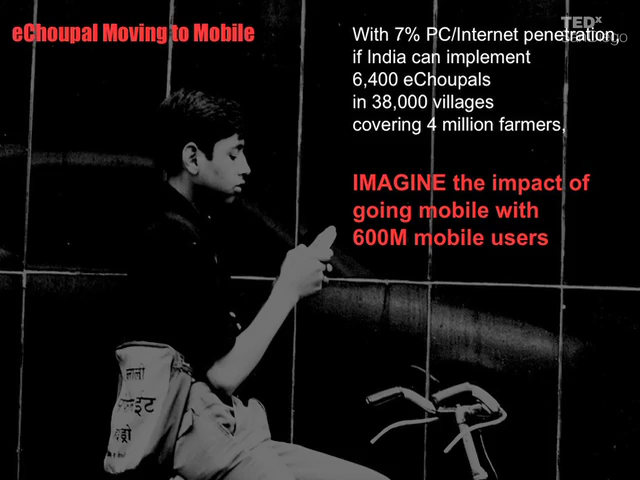 eChoupal Moving to Mobile
TEDx
With 7% PC/Internet penetration,
if India can implement
6,400 eChoupals
in 38,000 villages
covering 4 million farmers,
IMAGINE the impact of
going mobile with
600M mobile users